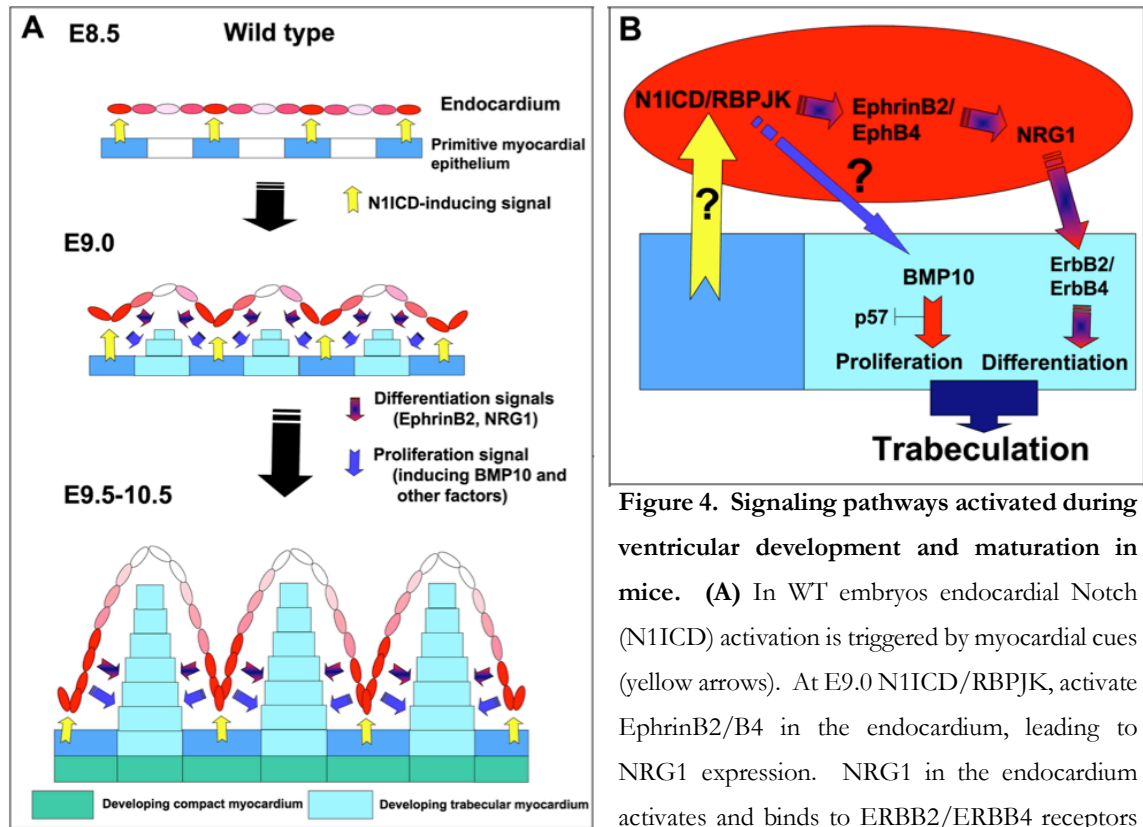 A
E8.5
Wild type
Endocardium
Primitive myocardial
epithelium
N1ICD-inducing signal
E9.0
Differentiation signals
(EphrinB2, NRG1)
Proliferation signal
(inducing BMP10 and
other factors)
E9.5-10.5
Developing compact myocardium
Developing trabecular myocardium
B
N1ICD/RBPJK
EphrinB2/
EphB4
NRG1
?
?
BMP10
ErbB2/
ErbB4
p57
Proliferation
Differentiation
Trabeculation
Figure 4. Signaling pathways activated during
ventricular development and maturation in
mice. (A) In WT embryos endocardial Notch
(N1ICD) activation is triggered by myocardial cues
(yellow arrows). At E9.0 N1ICD/RBPJK, activate
EphrinB2/B4 in the endocardium, leading to
NRG1 expression. NRG1 in the endocardium
activates and binds to ERBB2/ERBB4 receptors